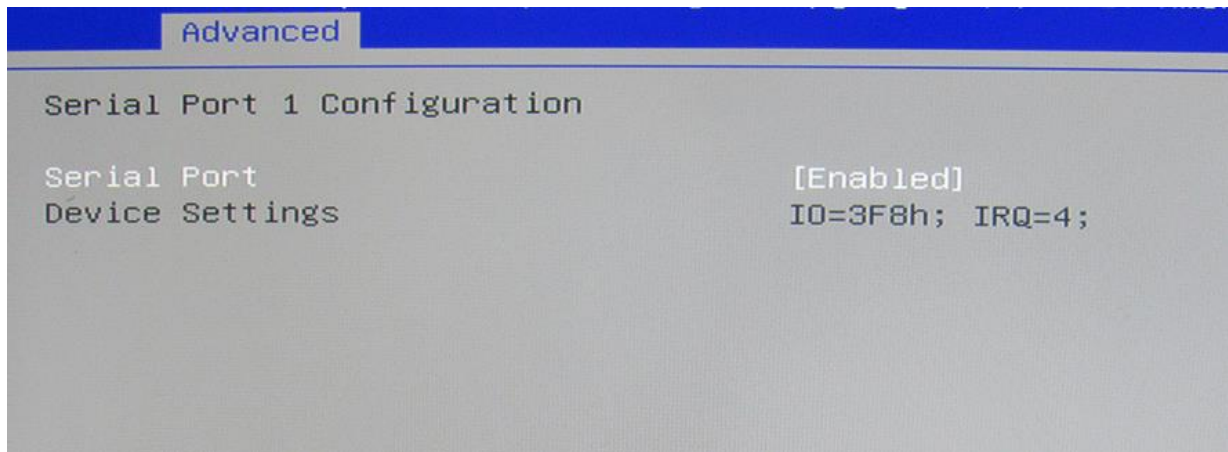 Advanced
Serial Port 1 Configuration
Serial Port [Enabled]
Device Settings IO=3F8h; IRQ=4;